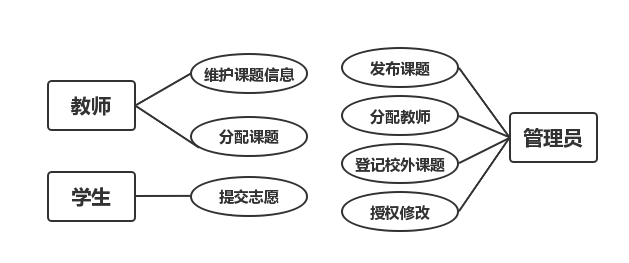 教师
维护课题信息
分配课题
学生
提交志愿
发布课题
分配教师
登记校外课题
授权修改
管理员